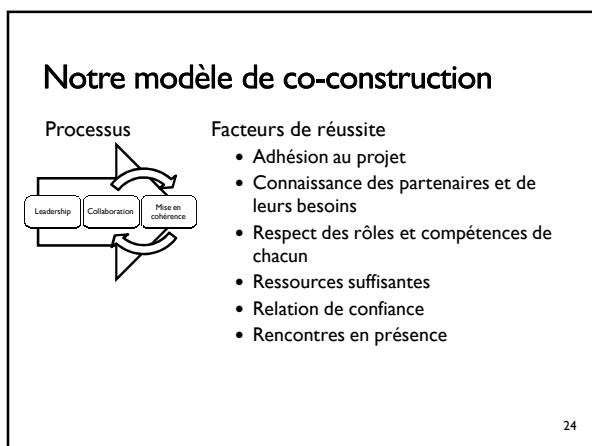 Notre modèle de co-construction
Processus
Leadership
Collaboration
Mise en
cohérence
Facteurs de réussite
• Adhésion au projet
• Connaissance des partenaires et de
leurs besoins
• Respect des rôles et compétences de
chacun
• Ressources suffisantes
• Relation de confiance
• Rencontres en présence
24